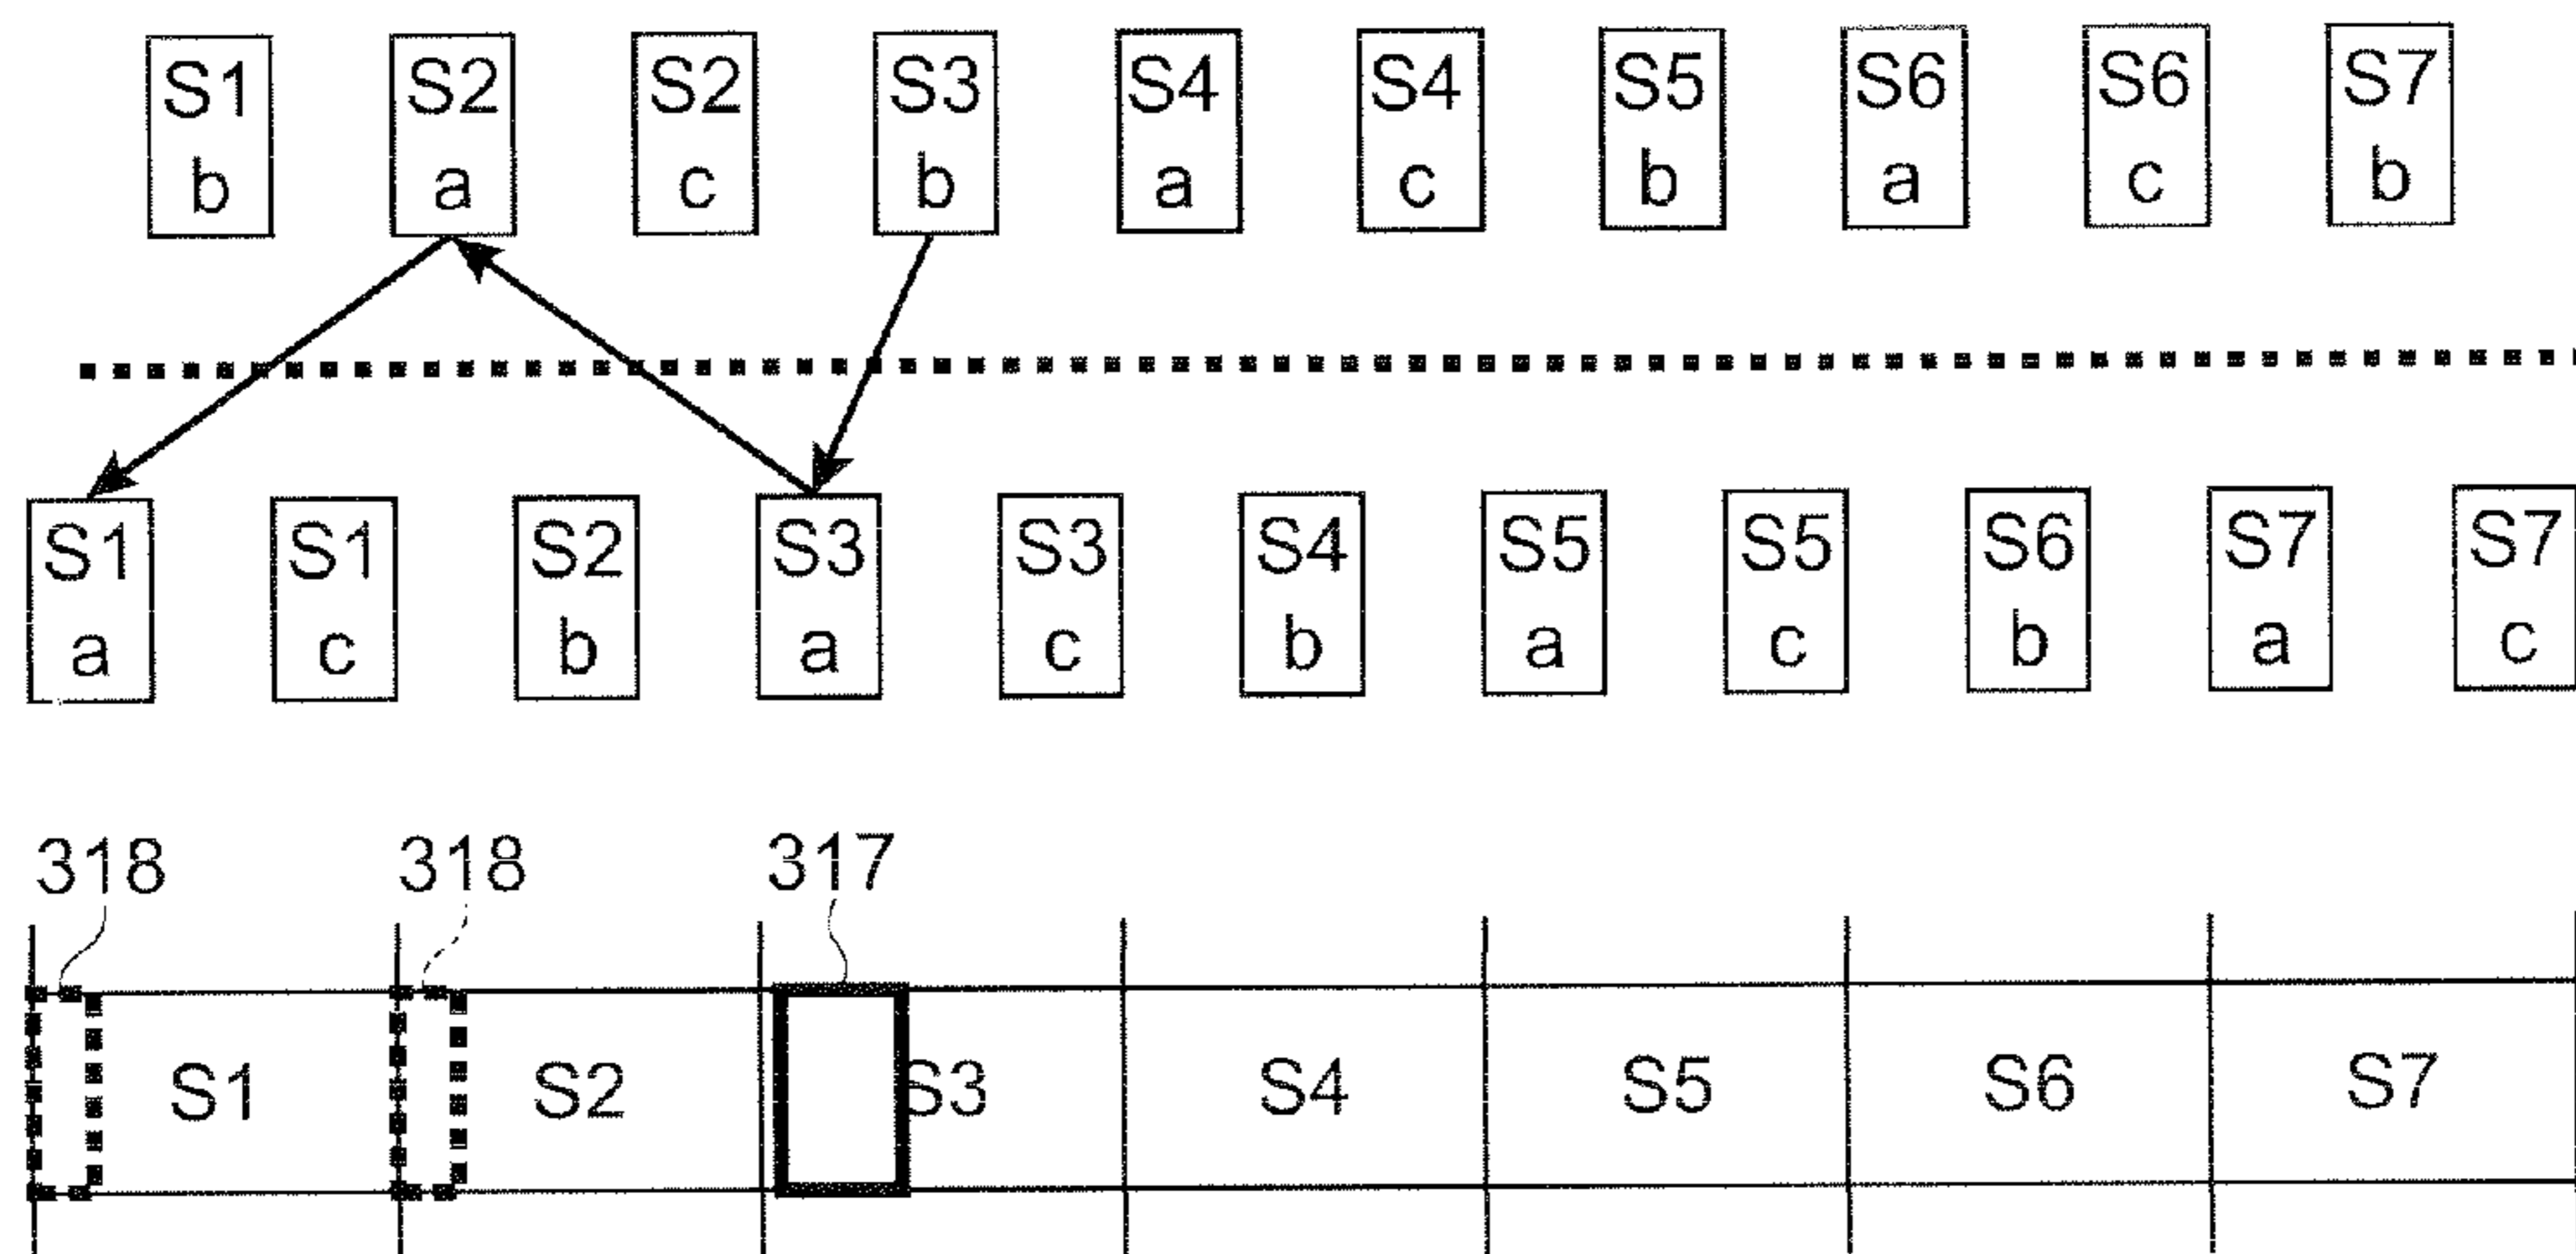 S1 S2 S2 S3 S4 S4 S5 S6 S6 S7
b a c b a c b a c b
S1 S1 S2 S3 S3 S4 S5 S5 S6 S7 S7
a c b a c b a c b a c
318 318 317
S1 S2 S3 S4 S5 S6 S7